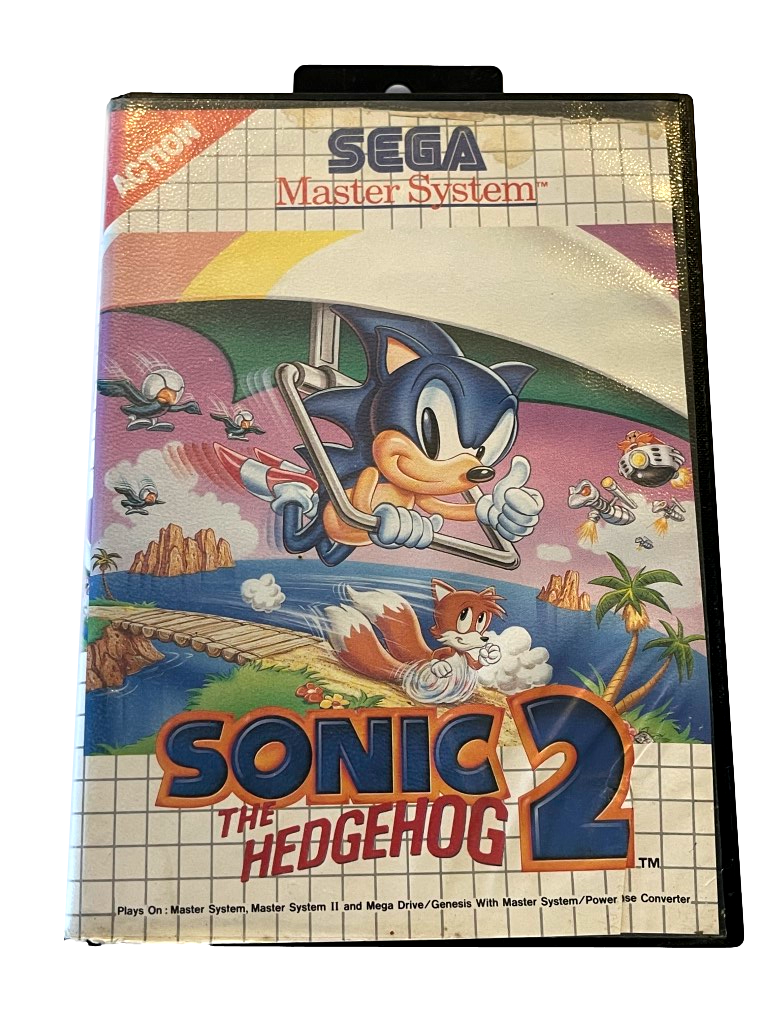 ACTION
SEGA
Master System™
SONIC 2
THE
HEDGEHOG
TM
Plays On : Master System, Master System II and Mega Drive/Genesis With Master System/Power Converter